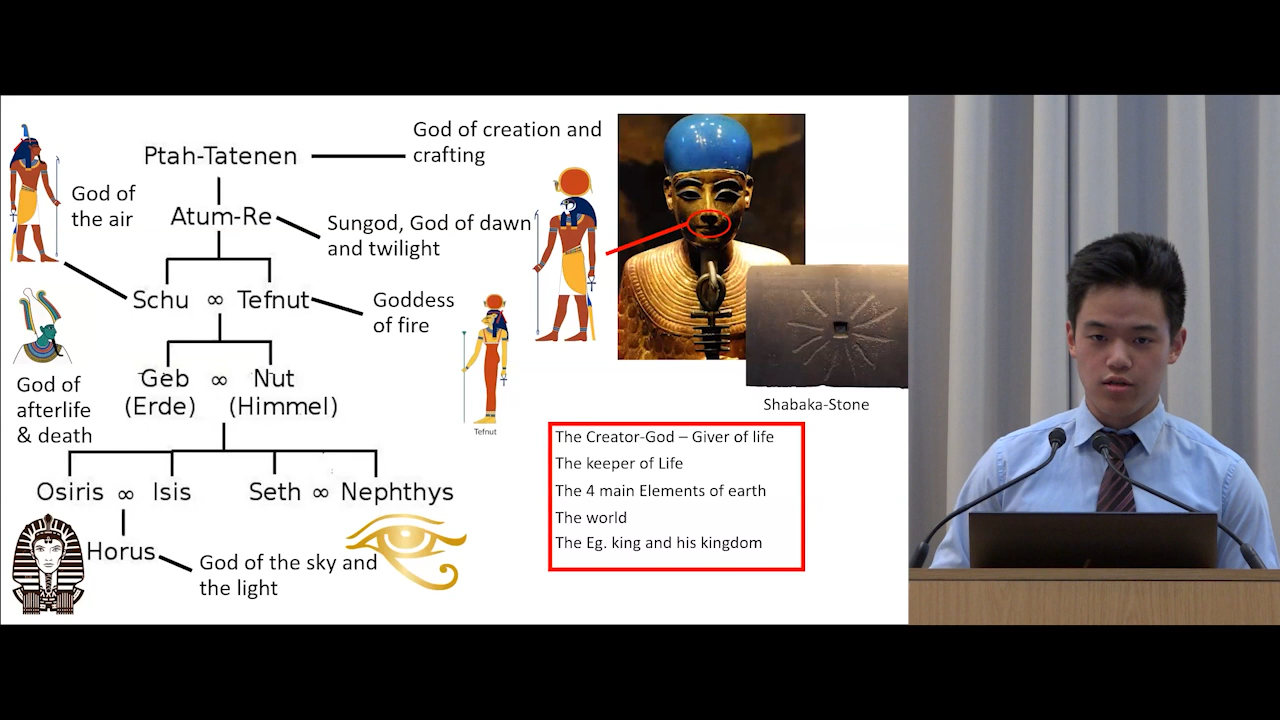 God of creation and
crafting
Ptah-Tatenen
God of
the air
Atum-Re
Sungod, God of dawn
and twilight
Schu ∞ Tefnut
Goddess
of fire
God of
afterlife
& death
Geb ∞ Nut
(Erde) (Himmel)
Tefnut
Osiris ∞ Isis
Seth ∞ Nephthys
Horus
God of the sky and
the light
Shabaka-Stone
The Creator-God – Giver of life
The keeper of Life
The 4 main Elements of earth
The world
The Eg. king and his kingdom